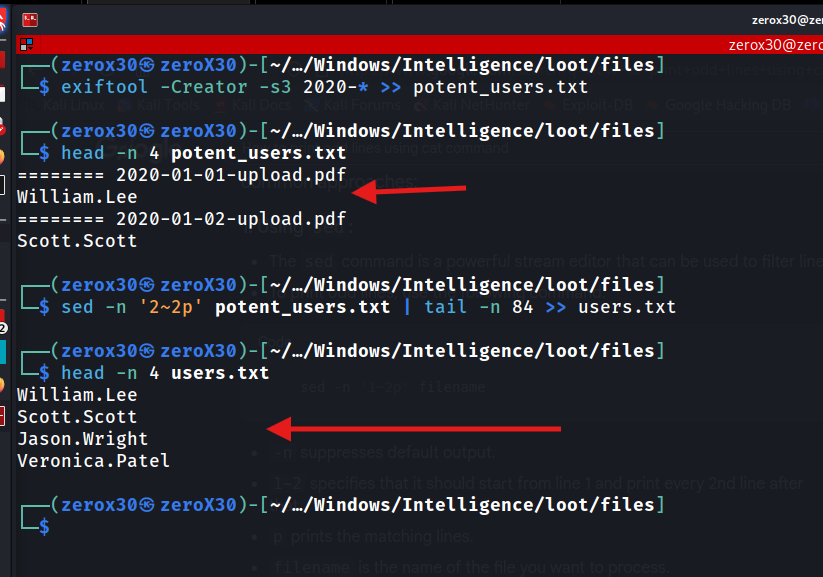 zerox30@ze
zerox30@zero
┌──(zerox30㉿zeroX30)-[~/…/Windows/Intelligence/loot/files]
└─$ exiftool -Creator -s3 2020-* >> potent_users.txt
Kali Linux Kali Tools Kali Docs Kali Forums Kali NetHunter Exploit-DB Google Hacking DB
┌──(zerox30㉿zeroX30)-[~/…/Windows/Intelligence/loot/files]
└─$ head -n 4 potent_users.txt
lines using cat command
======== 2020-01-01-upload.pdf
approaches:
William.Lee
======== 2020-01-02-upload.pdf
Scott.Scott
The sed command is a powerful stream editor that can be used to filter line
┌──(zerox30㉿zeroX30)-[~/…/Windows/Intelligence/loot/files]
└─$ sed -n '2~2p' potent_users.txt | tail -n 84 >> users.txt
┌──(zerox30㉿zeroX30)-[~/…/Windows/Intelligence/loot/files]
└─$ head -n 4 users.txt
sed -n 1~2p filename
William.Lee
Scott.Scott
Jason.Wright
-n suppresses default output.
Veronica.Patel
1~2 specifies that it should start from line 1 and print every 2nd line after
┌──(zerox30㉿zeroX30)-[~/…/Windows/Intelligence/loot/files]
└─$
p prints the matching lines.
filename is the name of the file you want to process.
2